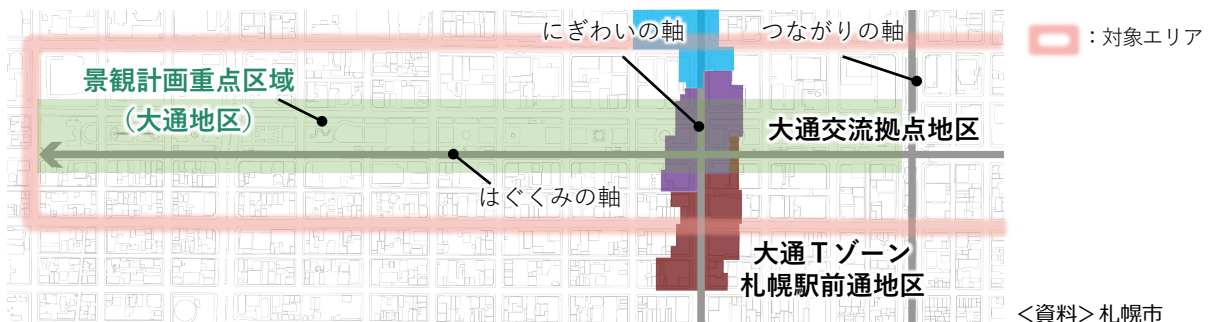 にぎわいの軸
つながりの軸
：対象エリア
景観計画重点区域
（大通地区）
大通交流拠点地区
はぐくみの軸
大通Ｔゾーン
札幌駅前通地区
＜資料＞札幌市